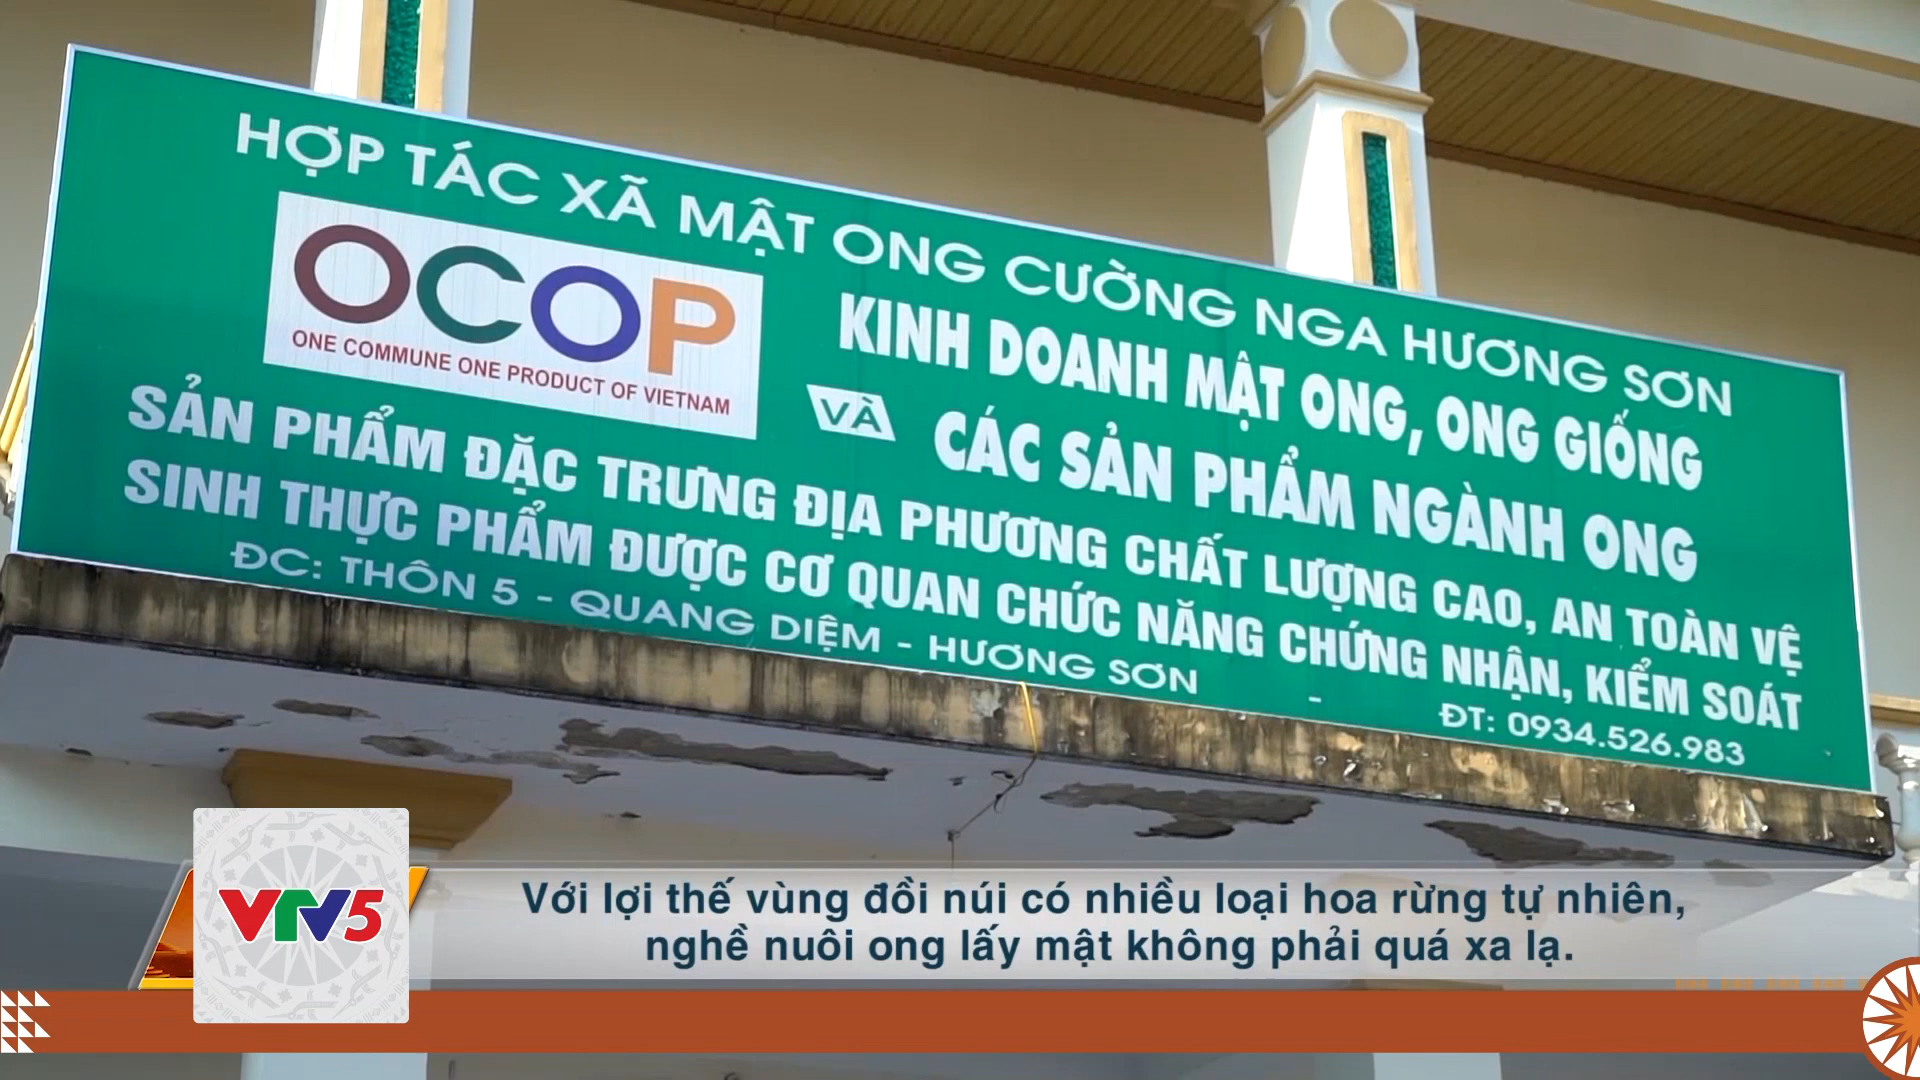 HỢP TÁC XÃ MẬT ONG CƯỜNG NGA HƯƠNG SƠN
OCOP
ONE COMMUNE ONE PRODUCT OF VIETNAM
KINH DOANH MẬT ONG, ONG GIỐNG
VÀ CÁC SẢN PHẨM NGÀNH ONG
SẢN PHẨM ĐẶC TRƯNG ĐỊA PHƯƠNG CHẤT LƯỢNG CAO, AN TOÀN VỆ
SINH THỰC PHẨM ĐƯỢC CƠ QUAN CHỨC NĂNG CHỨNG NHẬN, KIỂM SOÁT
ĐC: THÔN 5 - QUANG DIỆM - HƯƠNG SƠN - ĐT: 0934.526.983
VTV5
Với lợi thế vùng đồi núi có nhiều loại hoa rừng tự nhiên,
nghề nuôi ong lấy mật không phải quá xa lạ.